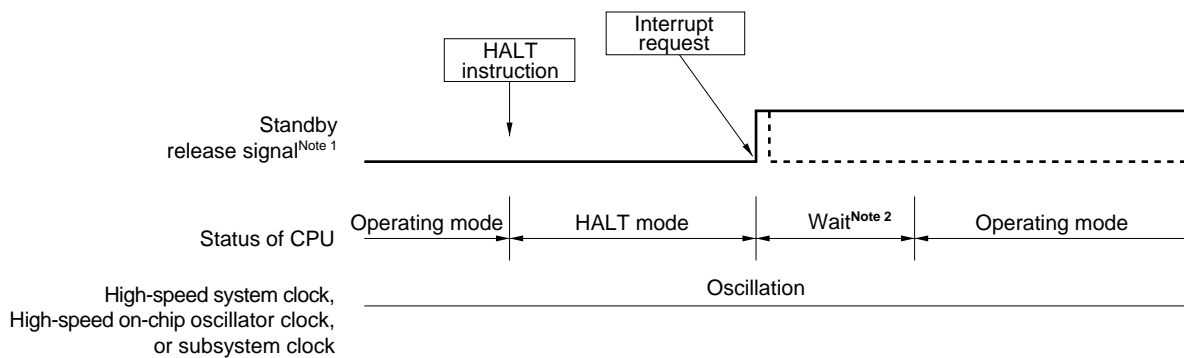 HALT
instruction
Interrupt
request
Standby
release signalNote 1
Status of CPU
Operating mode
HALT mode
WaitNote 2
Operating mode
High-speed system clock,
High-speed on-chip oscillator clock,
or subsystem clock
Oscillation